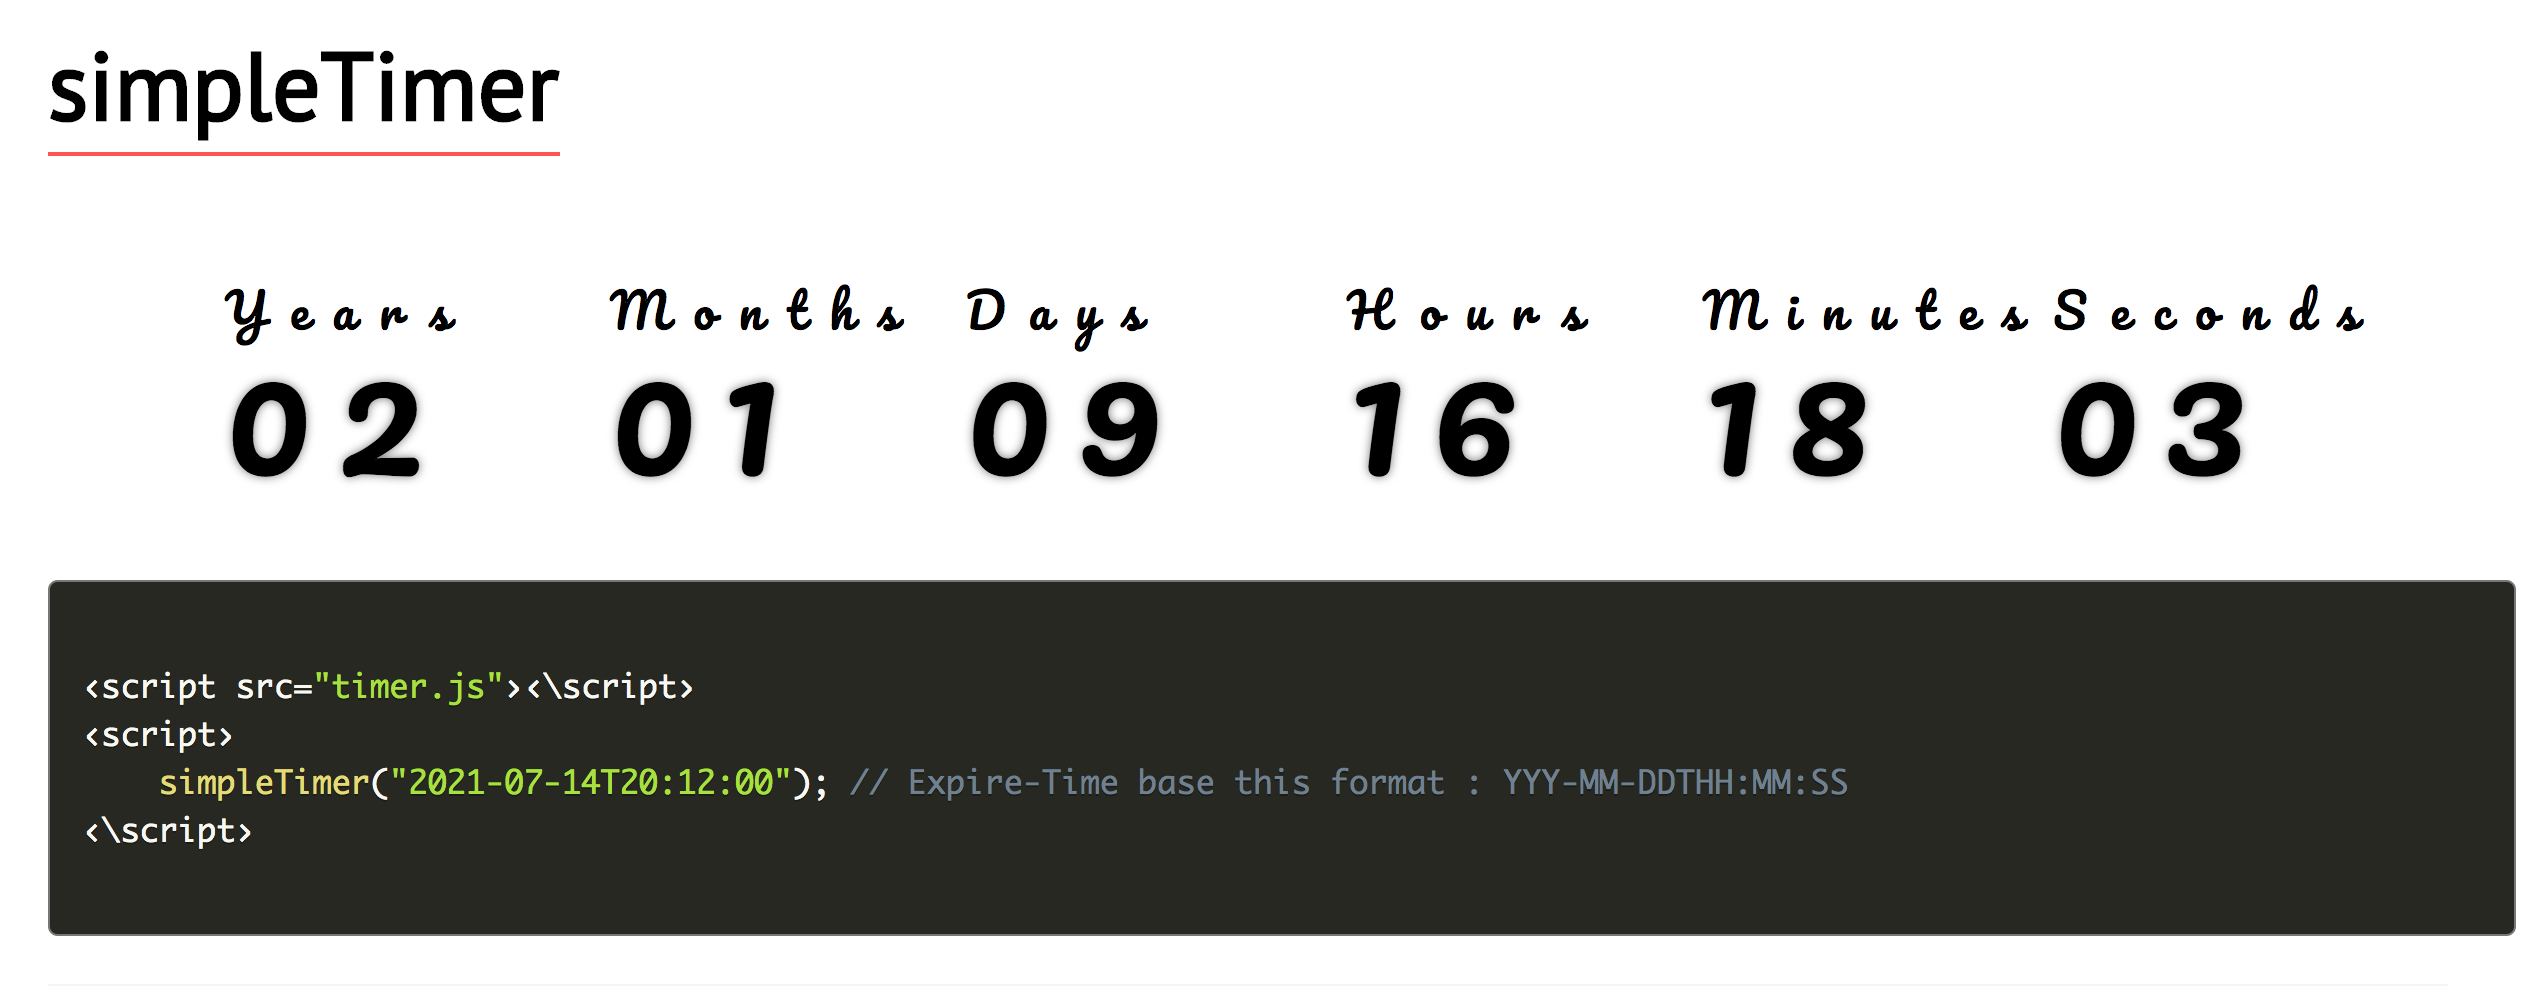 simpleTimer
Years Months Days Hours Minutes Seconds
02 01 09 16 18 03
<script src="timer.js"><\script>
<script>
simpleTimer("2021-07-14T20:12:00"); // Expire-Time base this format : YYY-MM-DDTHH:MM:SS
<\script>